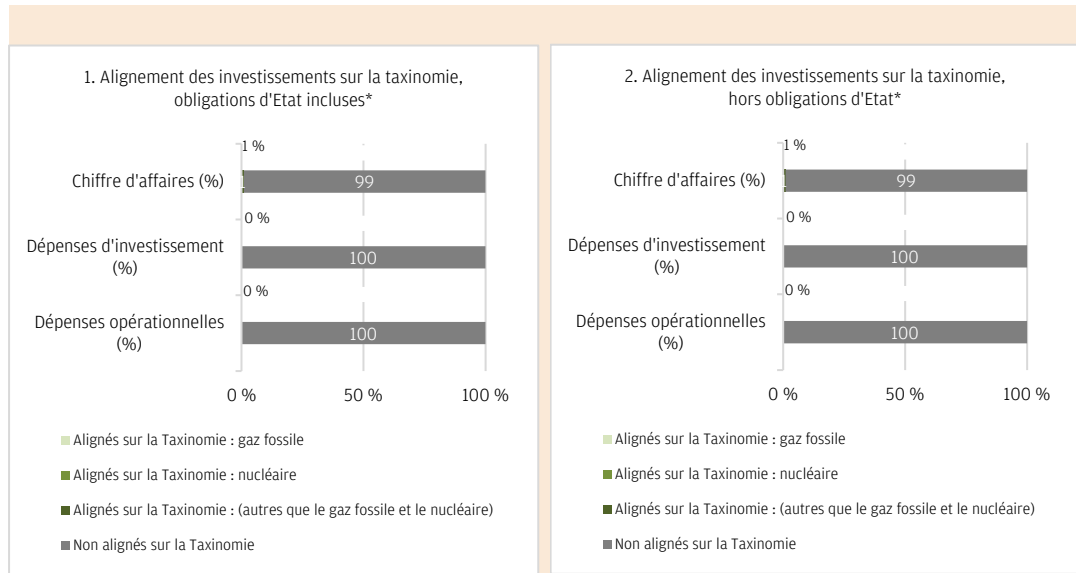 1. Alignement des investissements sur la taxinomie,
obligations d'Etat incluses*
1 %
Chiffre d'affaires (%)
1
99
0 %
Dépenses d'investissement
(%)
100
0 %
Dépenses opérationnelles
(%)
100
0 %
50 %
100 %
Alignés sur la Taxinomie : gaz fossile
Alignés sur la Taxinomie : nucléaire
Alignés sur la Taxinomie : (autres que le gaz fossile et le nucléaire)
Non alignés sur la Taxinomie
2. Alignement des investissements sur la taxinomie,
hors obligations d'Etat*
1 %
Chiffre d'affaires (%)
1
99
0 %
Dépenses d'investissement
(%)
100
0 %
Dépenses opérationnelles
(%)
100
0 %
50 %
100 %
Alignés sur la Taxinomie : gaz fossile
Alignés sur la Taxinomie : nucléaire
Alignés sur la Taxinomie : (autres que le gaz fossile et le nucléaire)
Non alignés sur la Taxinomie